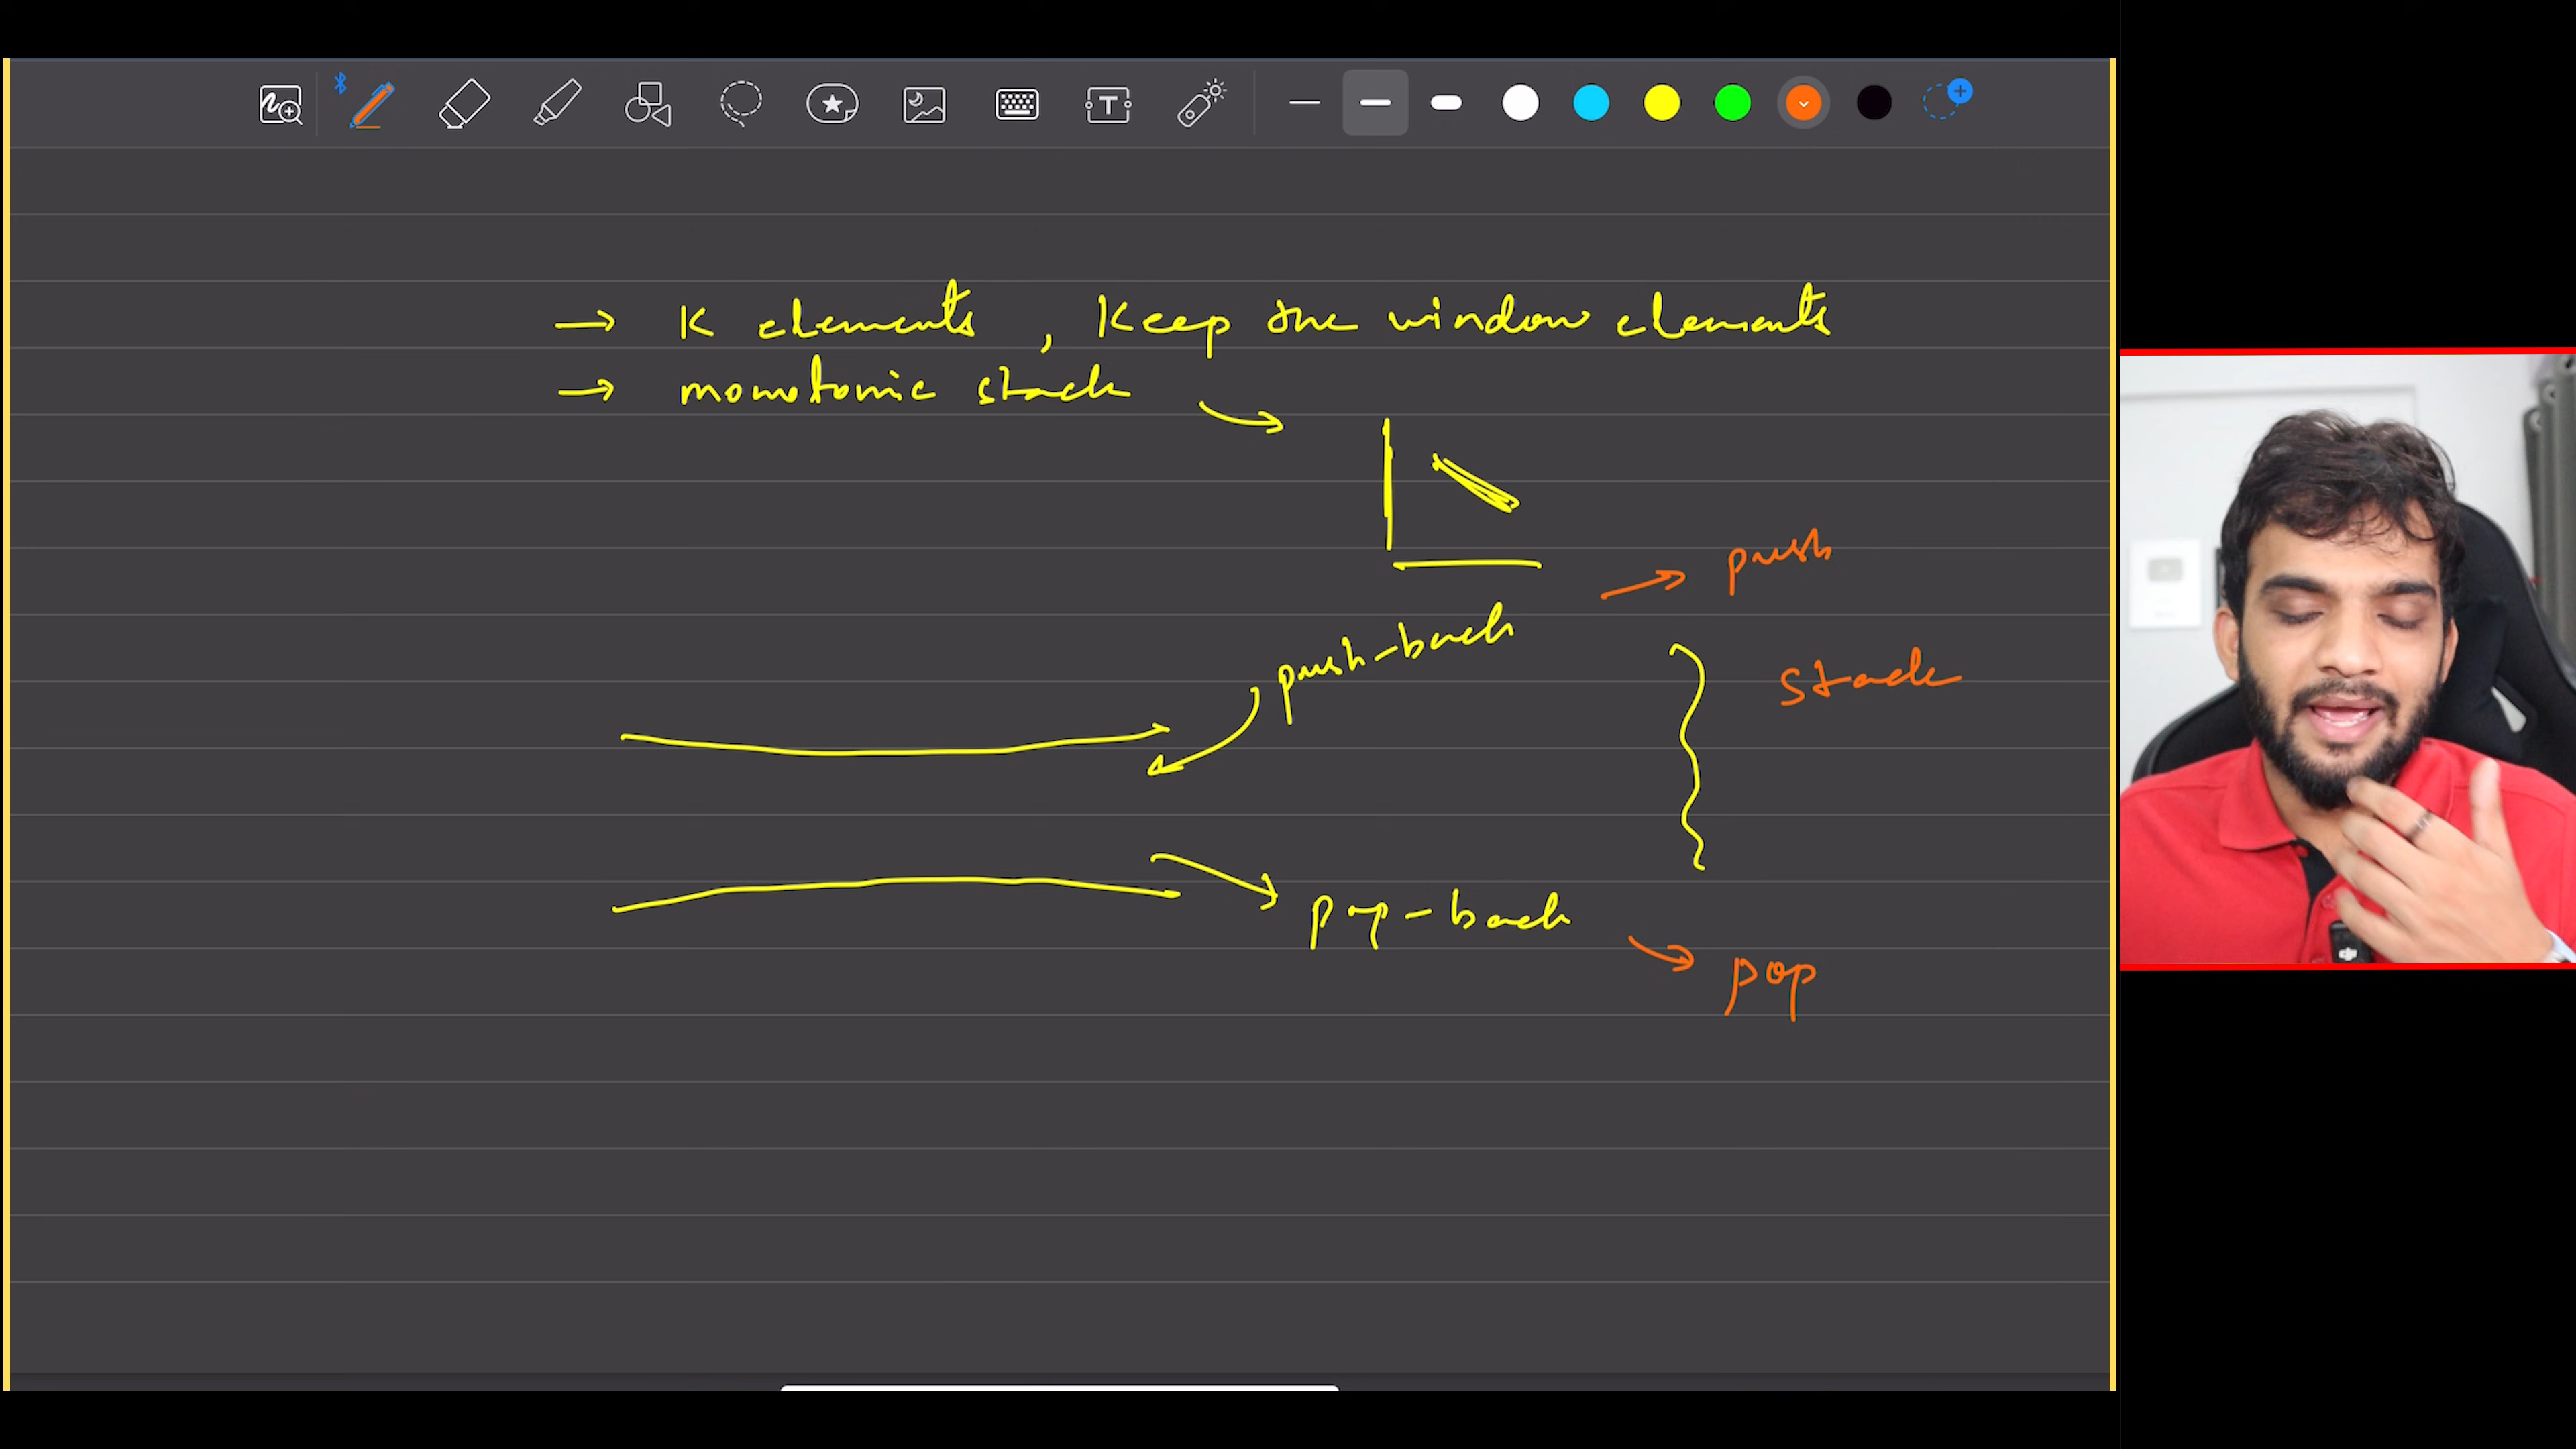 → K elements, Keep the window elements
→ monotonic stack
push
push-back
stack
pop-back
pop
T